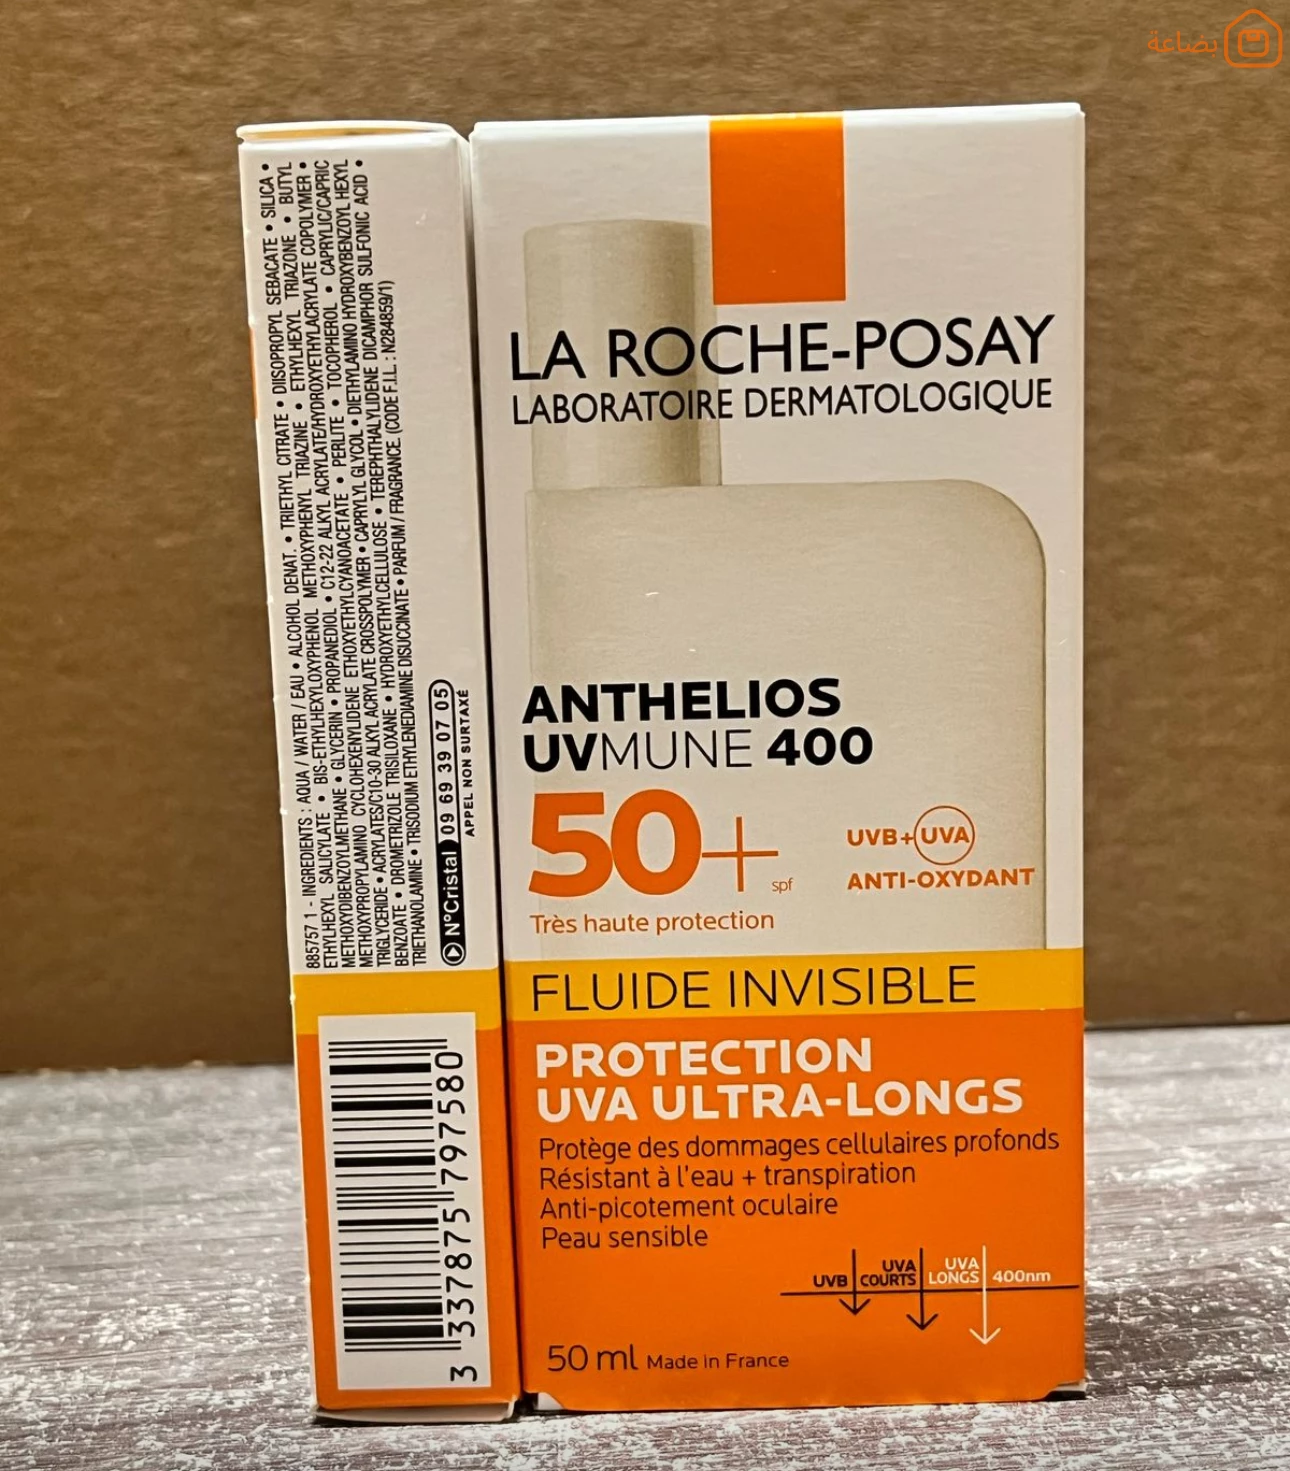 بضاعة
885757 1 - INGREDIENTS : AQUA / WATER / EAU • ALCOHOL DENAT. • TRIETHYL CITRATE • DIISOPROPYL SEBACATE • SILICA •
ETHYLHEXYL SALICYLATE • BIS-ETHYLHEXYLOXYPHENOL METHOXYPHENYL TRIAZINE • ETHYLHEXYL TRIAZONE • BUTYL
METHOXYDIBENZOYLMETHANE • GLYCERIN • PROPANEDIOL • C12-22 ALKYL ACRYLATE/HYDROXYETHYLACRYLATE COPOLYMER •
METHOXYPROPYLAMINO CYCLOHEXENYLIDENE ETHOXYETHYLCYANOACETATE • PERLITE • TOCOPHEROL • CAPRYLIC/CAPRIC
TRIGLYCERIDE • ACRYLATES/C10-30 ALKYL ACRYLATE CROSSPOLYMER • CAPRYLYL GLYCOL • DIETHYLAMINO HYDROXYBENZOYL HEXYL
BENZOATE • DROMETRIZOLE TRISILOXANE • HYDROXYETHYLCELLULOSE • TEREPHTHALYLIDENE DICAMPHOR SULFONIC ACID •
TRIETHANOLAMINE • TRISODIUM ETHYLENEDIAMINE DISUCCINATE • PARFUM / FRAGRANCE. (CODE F.I.L. : N284859/1)
N°Cristal 09 69 39 07 05
APPEL NON SURTAXÉ
3 337875 797580
LA ROCHE-POSAY
LABORATOIRE DERMATOLOGIQUE
ANTHELIOS
UVMUNE 400
50+ spf
Très haute protection
UVB+UVA
ANTI-OXYDANT
FLUIDE INVISIBLE
PROTECTION
UVA ULTRA-LONGS
Protège des dommages cellulaires profonds
Résistant à l'eau + transpiration
Anti-picotement oculaire
Peau sensible
UVB UVA COURTS UVA LONGS 400nm
50 ml Made in France